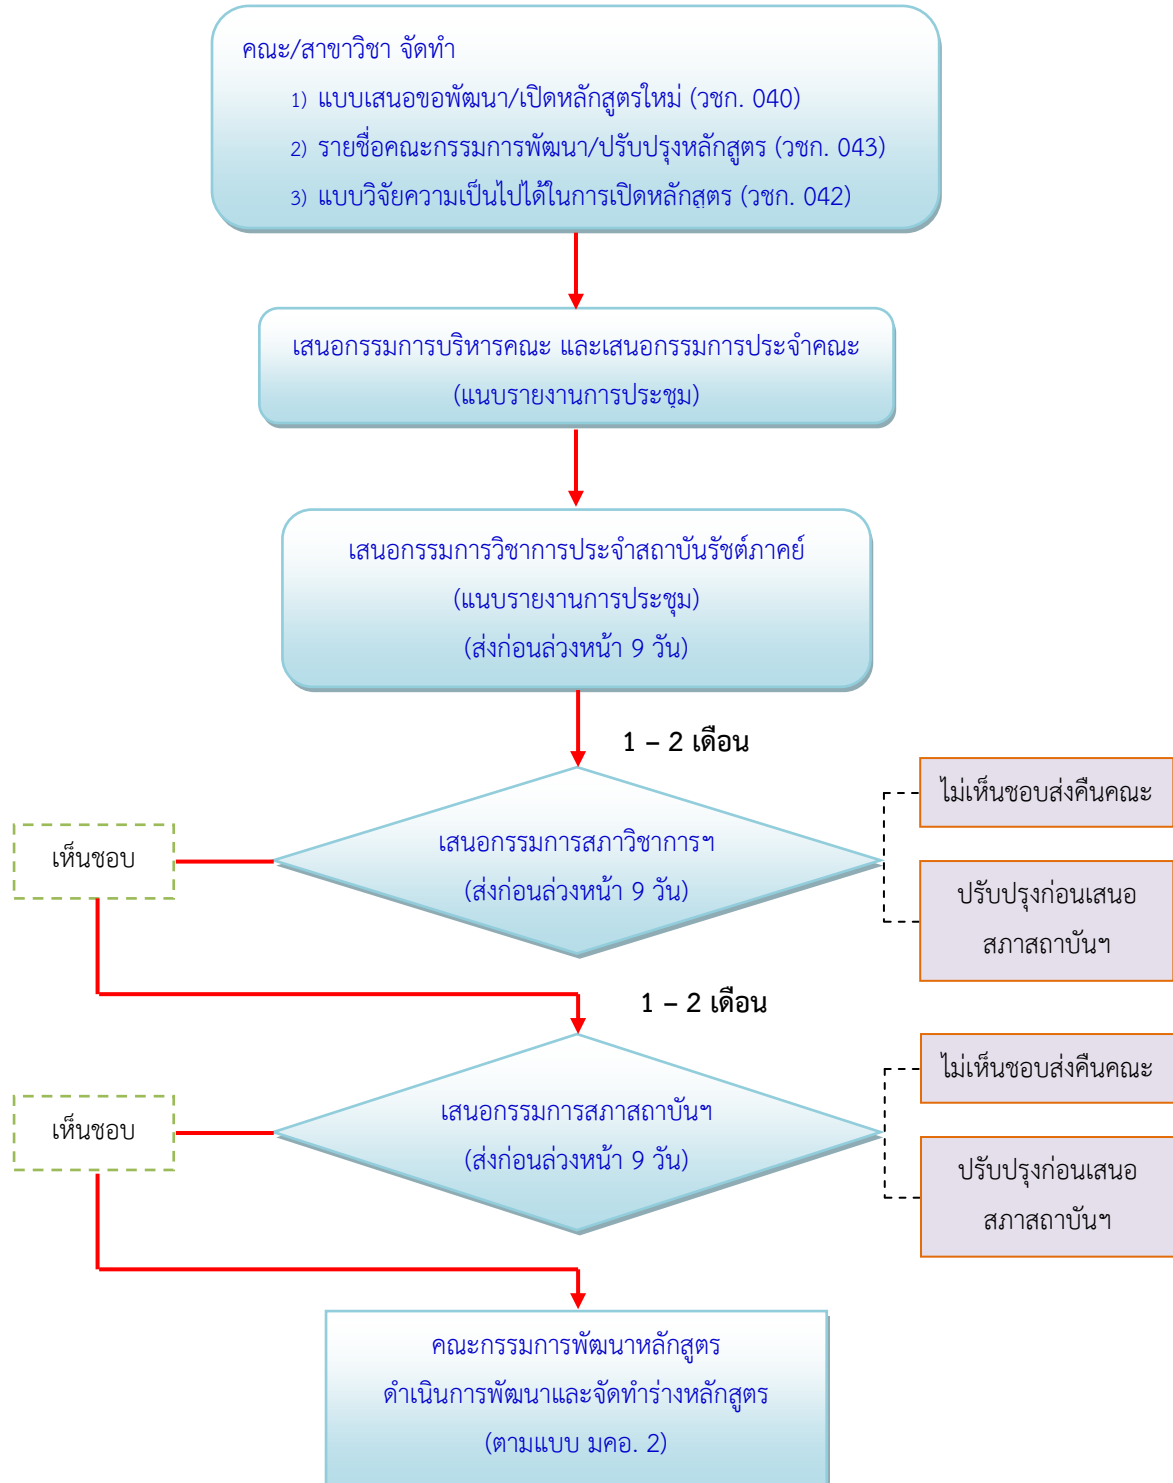 คณะ/สาขาวิชา จัดทำ
1) แบบเสนอขอพัฒนา/เปิดหลักสูตรใหม่ (วชก. 040)
2) รายชื่อคณะกรรมการพัฒนา/ปรับปรุงหลักสูตร (วชก. 043)
3) แบบวิจัยความเป็นไปได้ในการเปิดหลักสูตร (วชก. 042)
เสนอกรรมการบริหารคณะ และเสนอกรรมการประจำคณะ
(แนบรายงานการประชุม)
เสนอกรรมการวิชาการประจำสถาบันรัชต์ภาคย์
(แนบรายงานการประชุม)
(ส่งก่อนล่วงหน้า 9 วัน)
1 – 2 เดือน
เสนอกรรมการสภาวิชาการฯ
(ส่งก่อนล่วงหน้า 9 วัน)
เห็นชอบ
ไม่เห็นชอบส่งคืนคณะ
ปรับปรุงก่อนเสนอ
สภาสถาบันฯ
1 – 2 เดือน
เสนอกรรมการสภาสถาบันฯ
(ส่งก่อนล่วงหน้า 9 วัน)
เห็นชอบ
ไม่เห็นชอบส่งคืนคณะ
ปรับปรุงก่อนเสนอ
สภาสถาบันฯ
คณะกรรมการพัฒนาหลักสูตร
ดำเนินการพัฒนาและจัดทำร่างหลักสูตร
(ตามแบบ มคอ. 2)